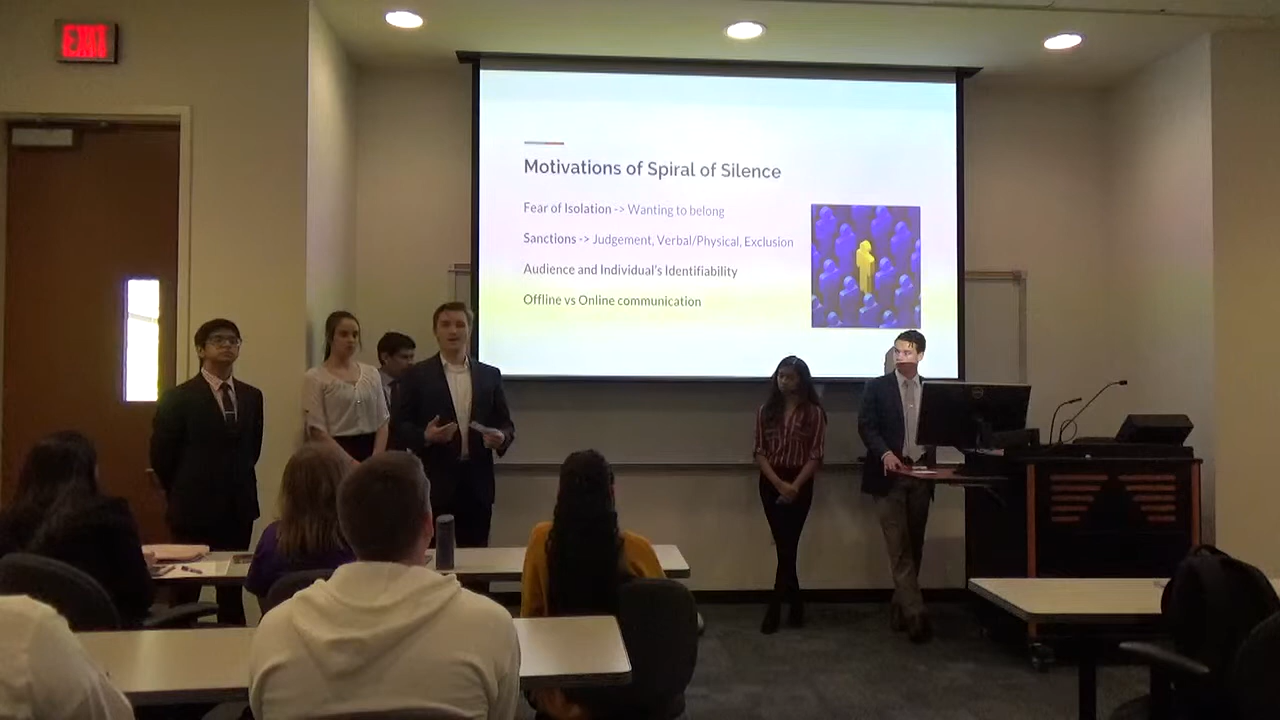 EXIT
Motivations of Spiral of Silence
Fear of Isolation -> Wanting to belong
Sanctions -> Judgement, Verbal/Physical, Exclusion
Audience and Individual's Identifiability
Offline vs Online communication